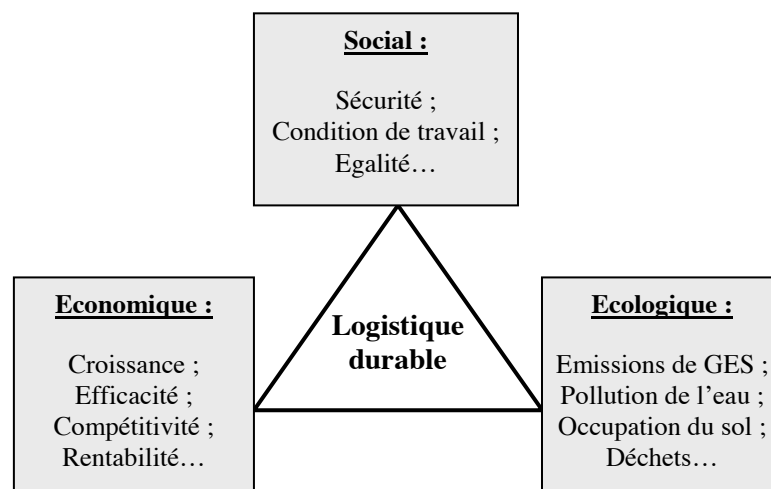 Social :
Sécurité ;
Condition de travail ;
Egalité…
Economique :
Croissance ;
Efficacité ;
Compétitivité ;
Rentabilité…
Logistique
durable
Ecologique :
Emissions de GES ;
Pollution de l’eau ;
Occupation du sol ;
Déchets…